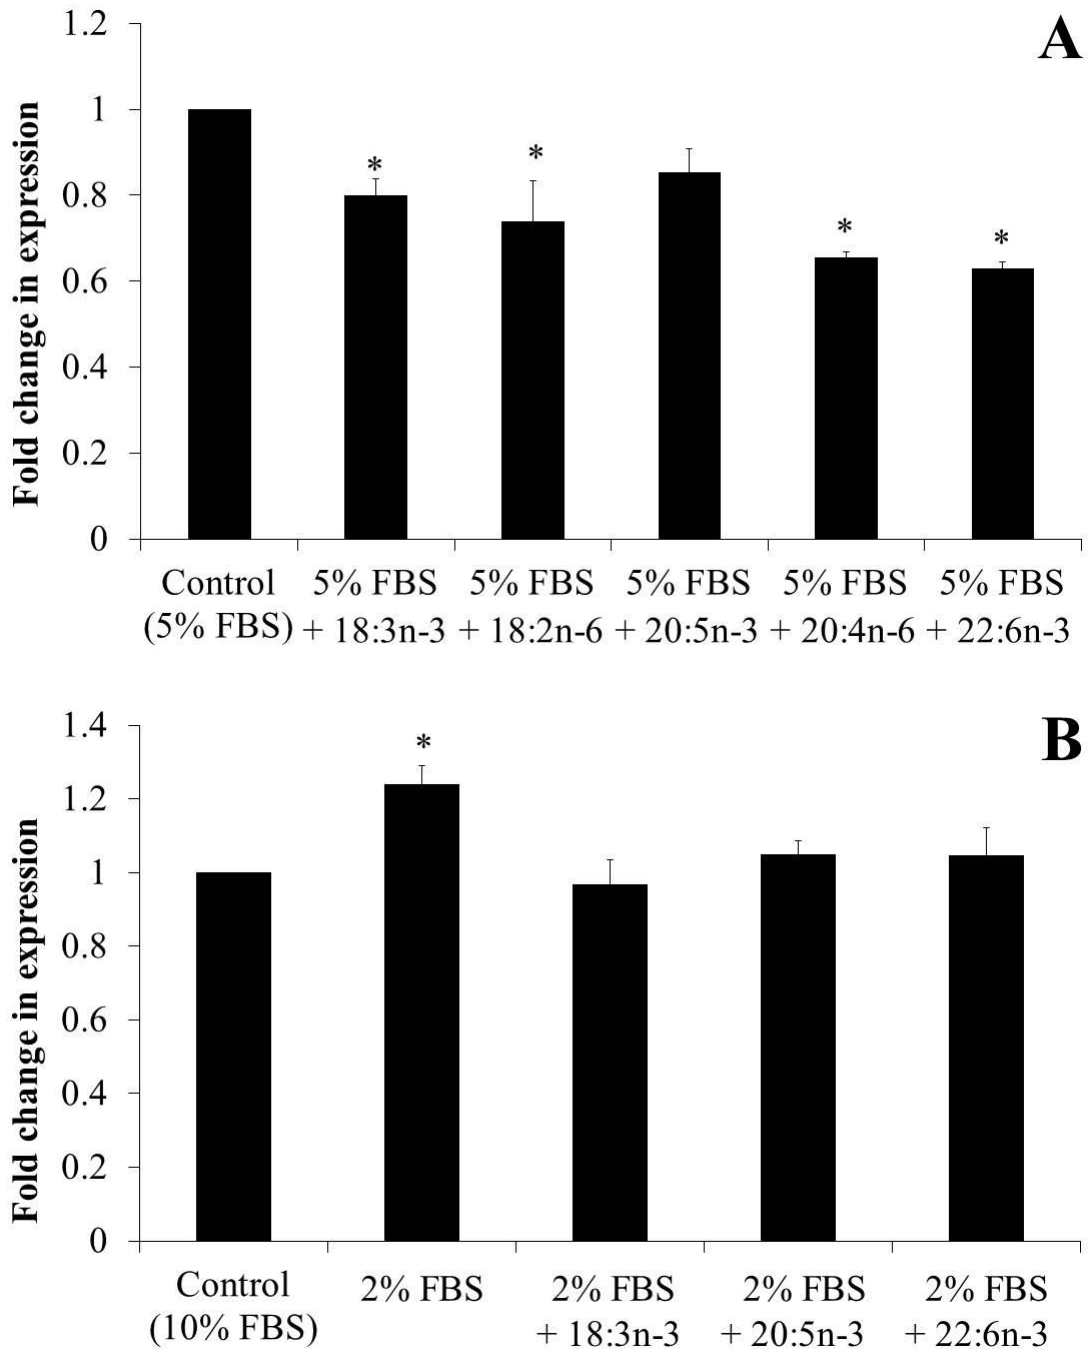 A
1.2
1
0.8
0.6
0.4
0.2
0
Fold change in expression
* * * *
Control 5% FBS 5% FBS 5% FBS 5% FBS 5% FBS
(5% FBS) + 18:3n-3 + 18:2n-6 + 20:5n-3 + 20:4n-6 + 22:6n-3
B
1.4
1.2
1
0.8
0.6
0.4
0.2
0
Fold change in expression
*
Control 2% FBS 2% FBS 2% FBS 2% FBS
(10% FBS) + 18:3n-3 + 20:5n-3 + 22:6n-3